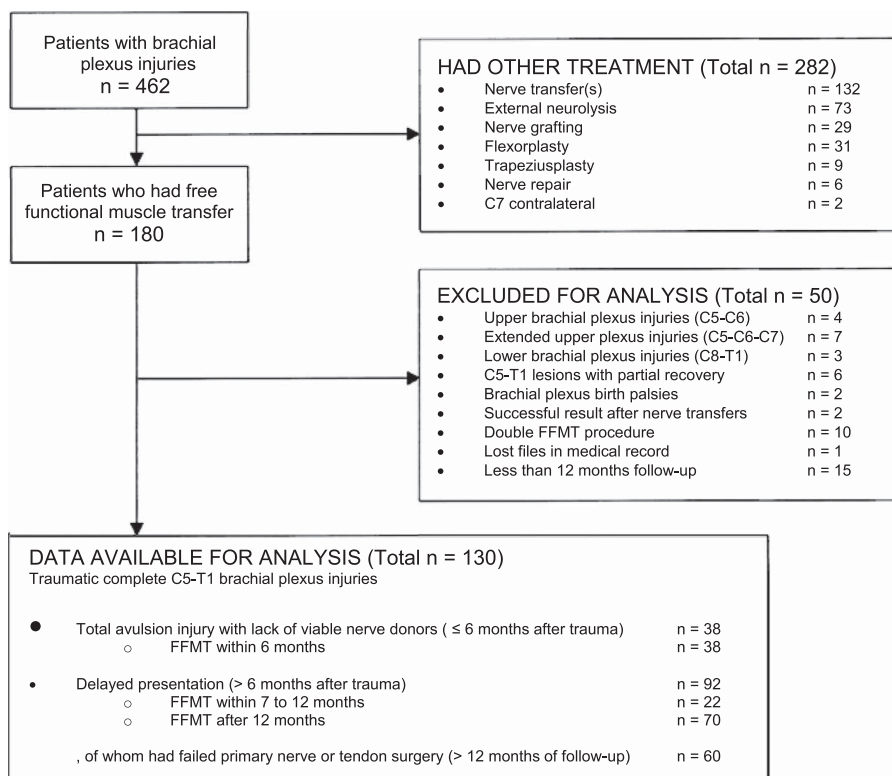 Patients with brachial
plexus injuries
n = 462
HAD OTHER TREATMENT (Total n = 282)
• Nerve transfer(s) n = 132
• External neurolysis n = 73
• Nerve grafting n = 29
• Flexorplasty n = 31
• Trapeziusplasty n = 9
• Nerve repair n = 6
• C7 contralateral n = 2
Patients who had free
functional muscle transfer
n = 180
EXCLUDED FOR ANALYSIS (Total n = 50)
• Upper brachial plexus injuries (C5-C6) n = 4
• Extended upper plexus injuries (C5-C6-C7) n = 7
• Lower brachial plexus injuries (C8-T1) n = 3
• C5-T1 lesions with partial recovery n = 6
• Brachial plexus birth palsies n = 2
• Successful result after nerve transfers n = 2
• Double FFMT procedure n = 10
• Lost files in medical record n = 1
• Less than 12 months follow-up n = 15
DATA AVAILABLE FOR ANALYSIS (Total n = 130)
Traumatic complete C5-T1 brachial plexus injuries
• Total avulsion injury with lack of viable nerve donors ( ≤ 6 months after trauma) n = 38
○ FFMT within 6 months n = 38
• Delayed presentation (> 6 months after trauma) n = 92
○ FFMT within 7 to 12 months n = 22
○ FFMT after 12 months n = 70
, of whom had failed primary nerve or tendon surgery (> 12 months of follow-up) n = 60